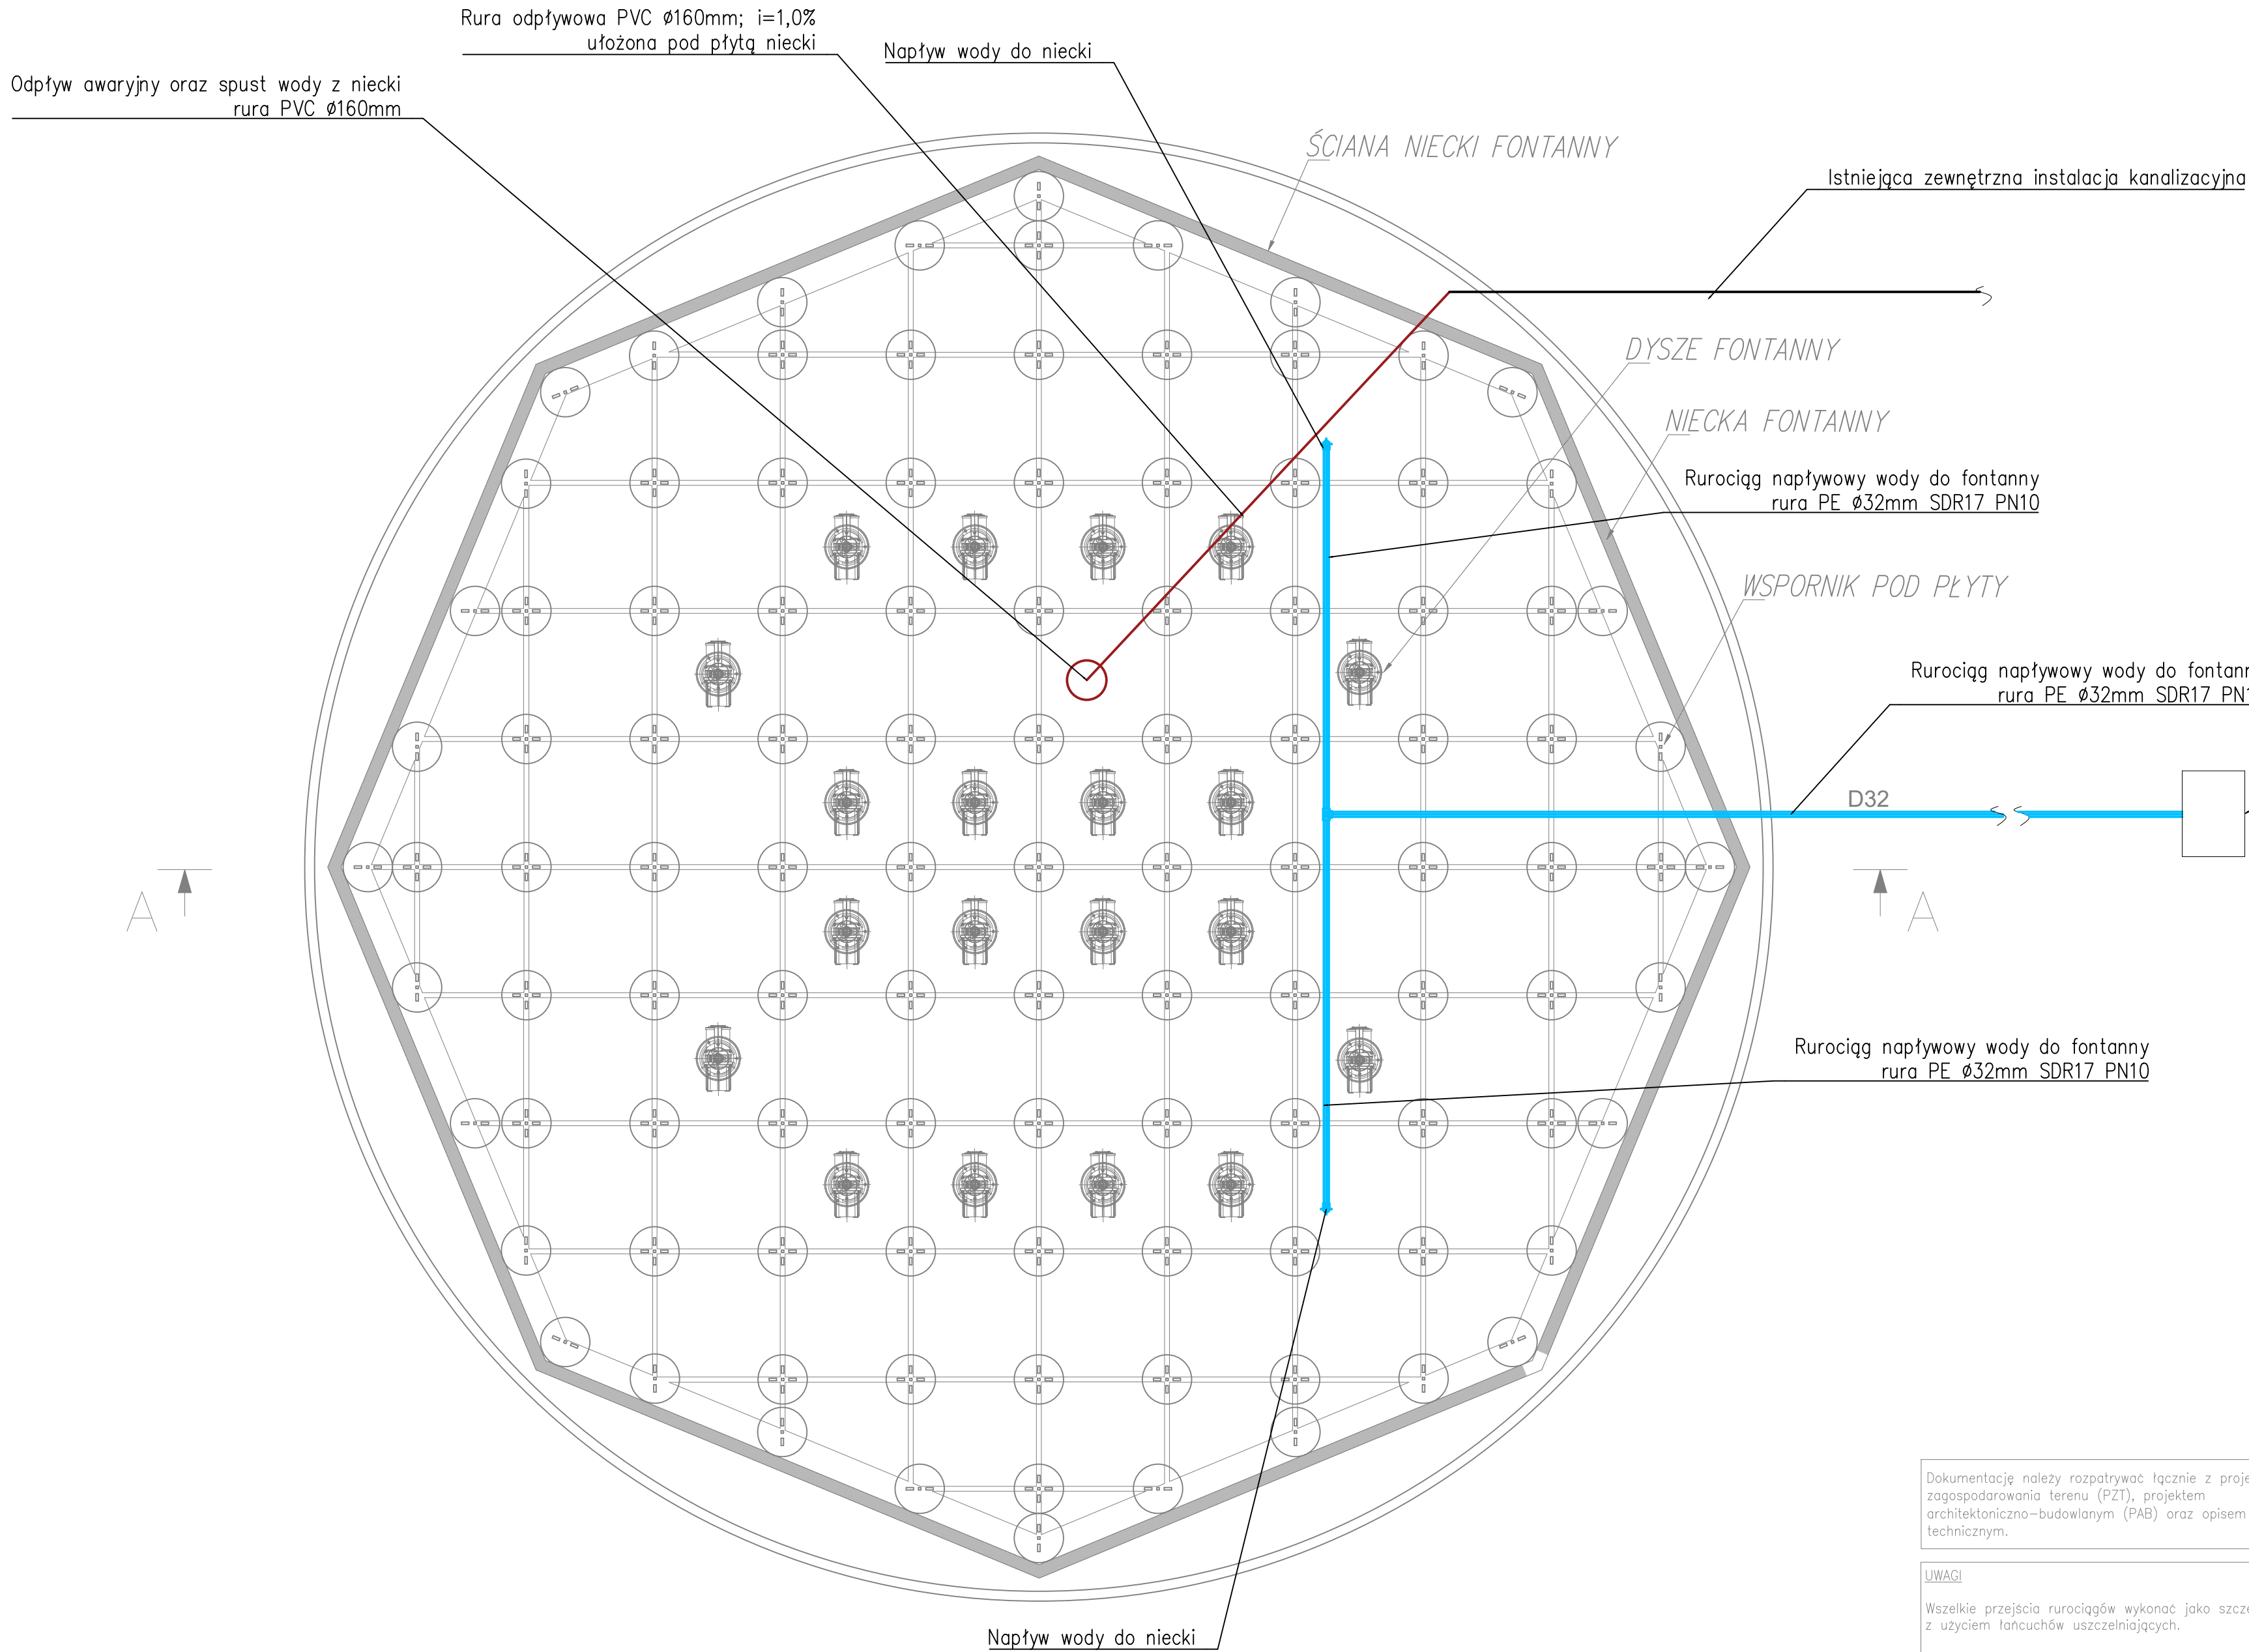 Rura odpływowa PVC ø160mm; i=1,0%
ułożona pod płytą niecki
Napływ wody do niecki
Odpływ awaryjny oraz spust wody z niecki
rura PVC ø160mm
ŚCIANA NIECKI FONTANNY
Istniejąca zewnętrzna instalacja kanalizacyjna
DYSZE FONTANNY
NIECKA FONTANNY
Rurociąg napływowy wody do fontanny
rura PE ø32mm SDR17 PN10
WSPORNIK POD PŁYTY
Rurociąg napływowy wody do
rura PE ø32mm SDR17
D32
A
A
Rurociąg napływowy wody do fontanny
rura PE ø32mm SDR17 PN10
Dokumentację należy rozpatrywać łącznie z
zagospodarowania terenu (PZT), projektem
architektoniczno-budowlanym (PAB) oraz opisem
technicznym.
UWAGI
Wszelkie przejścia rurociągów wykonać jako
z użyciem łańcuchów uszczelniających.
Napływ wody do niecki